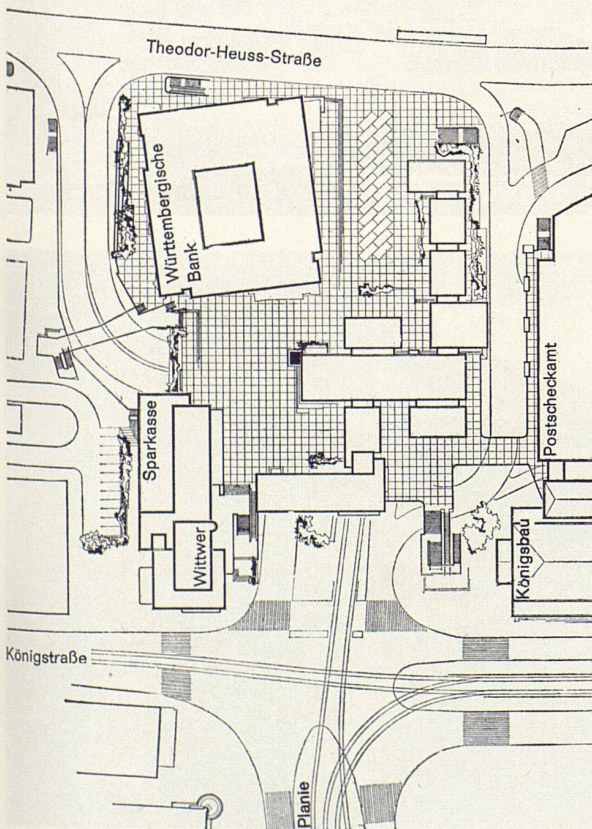 Theodor-Heuss-Straße
Württembergische
Bank
Sparkasse
Wittwer
Postscheckamt
Königsbau
Königstraße
Planie